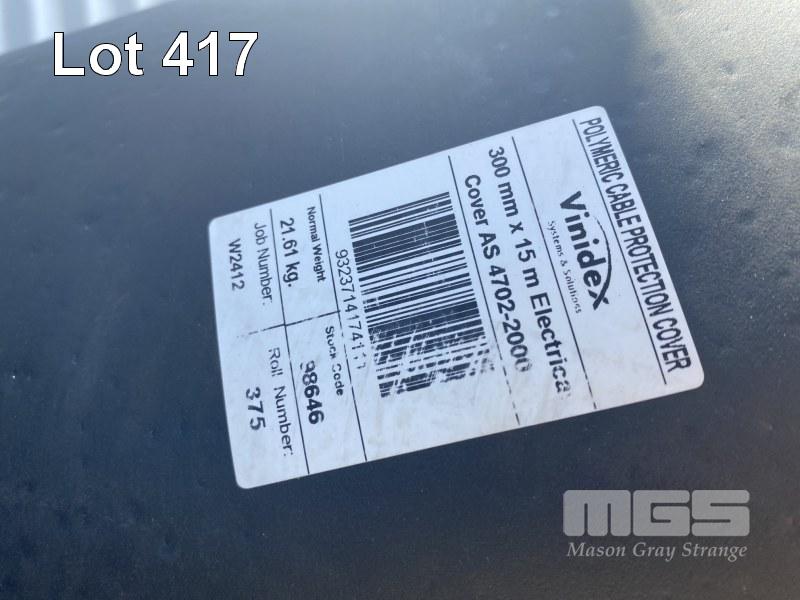 Lot 417
POLYMERIC CABLE PROTECTION COVER
Vinidex
Systems & Solutions
300 mm x 15 m Electrical
Cover AS 4702-2000
Normal Weight
21.61 kg.
Stock Code
98646
Job Number:
W2412
Roll Number:
375
MGS
Mason Gray Strange